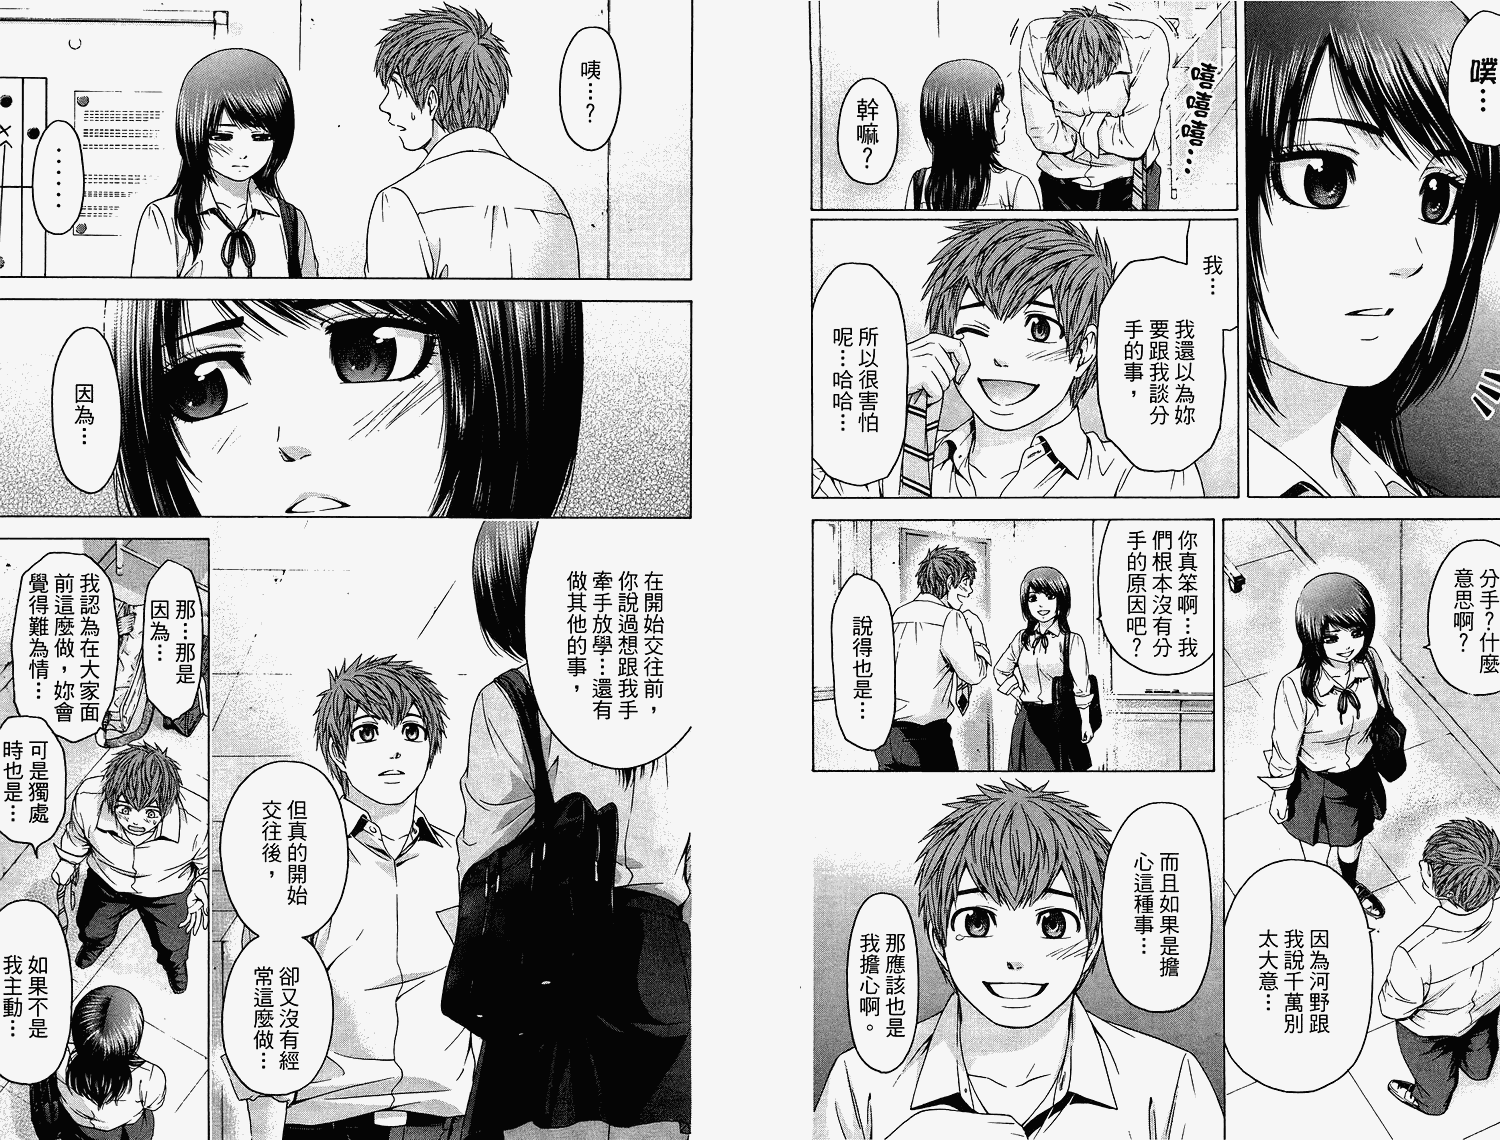 噗…
嘻嘻嘻…
幹
嘛？
我…
我還以為妳
要跟我談分
手的事，
所以很害怕
呢…哈哈…
分手？什麼
意思啊？
因為河野跟
我說千萬別
太大意…
你真笨啊…我
們根本沒有分
手的原因吧？
說得也是…
而且如果是擔
心這種事…
那應該也是
我擔心啊。
咦…？
………
因為…
在開始交往前，
你說過想跟我手
牽手放學…還有
做其他的事，
但真的開始
交往後，
卻又沒有經
常這麼做…
那…那是
因為…
我認為在大家面
前這麼做，妳會
覺得難為情…
可是獨處
時也是…
如果不是
我主動…